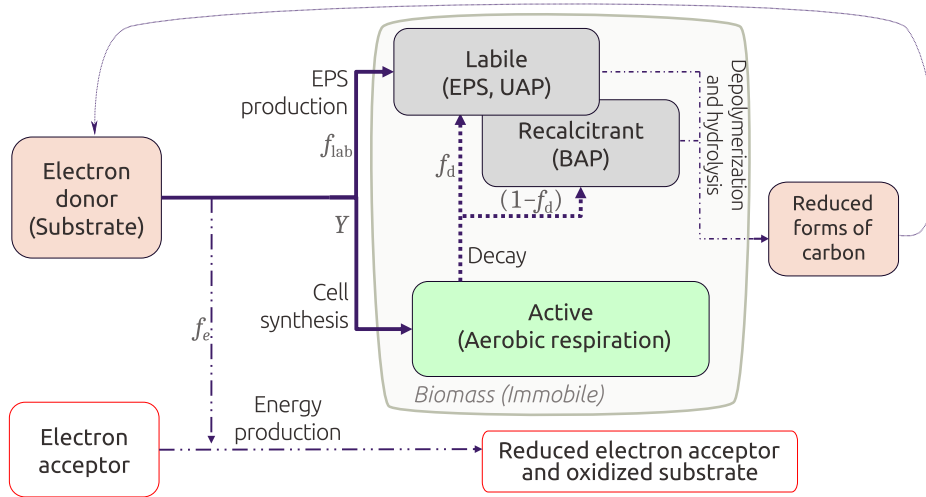 Labile
(EPS, UAP)
EPS
production
Depolymerization
and hydrolysis
Recalcitrant
(BAP)
f_lab
f_d
(1-f_d)
Electron
donor
(Substrate)
Y
Reduced
forms of
carbon
Decay
Cell
synthesis
Active
(Aerobic respiration)
f_e
Biomass (Immobile)
Energy
production
Electron
acceptor
Reduced electron acceptor
and oxidized substrate